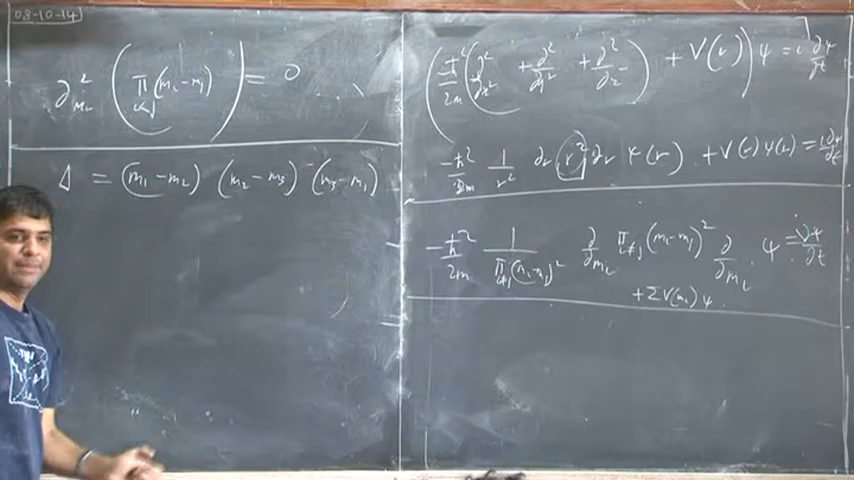 08-10-14
∂²_{m_i} ( π_{i<j} (m_i - m_j) ) = 0
Δ = (m_1 - m_2) (m_2 - m_3) (m_3 - m_1)
( -ħ²/2m ( ∂²/∂x² + ∂²/∂y² + ∂²/∂z² ) + V(r) ) ψ = i ∂ψ/∂t
-ħ²/2m 1/r² ∂r r² ∂r ψ(r) + V(r) ψ(r) = i∂ψ/∂t
-ħ²/2m 1/π_{i≠j}(m_i-m_j)² ∂/∂m_i π_{i≠j}(m_i-m_j)² ∂/∂m_i ψ = i∂ψ/∂t
+ΣV(m_i) ψ